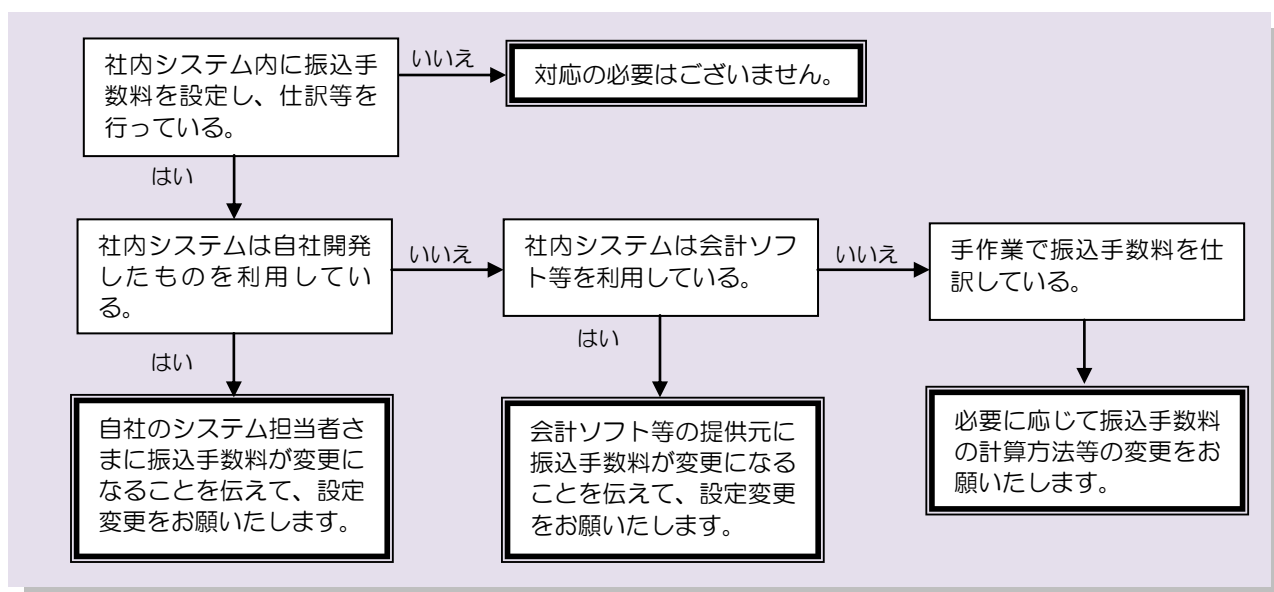 社内システム内に振込手
数料を設定し、仕訳等を
行っている。
いいえ
対応の必要はございません。
はい
社内システムは自社開発
したものを利用してい
る。
いいえ
社内システムは会計ソフ
ト等を利用している。
いいえ
手作業で振込手数料を仕
訳している。
はい
はい
自社のシステム担当者さ
まに振込手数料が変更に
なることを伝えて、設定
変更をお願いたします。
会計ソフト等の提供元に
振込手数料が変更になる
ことを伝えて、設定変更
をお願いたします。
必要に応じて振込手数料
の計算方法等の変更をお
願いたします。